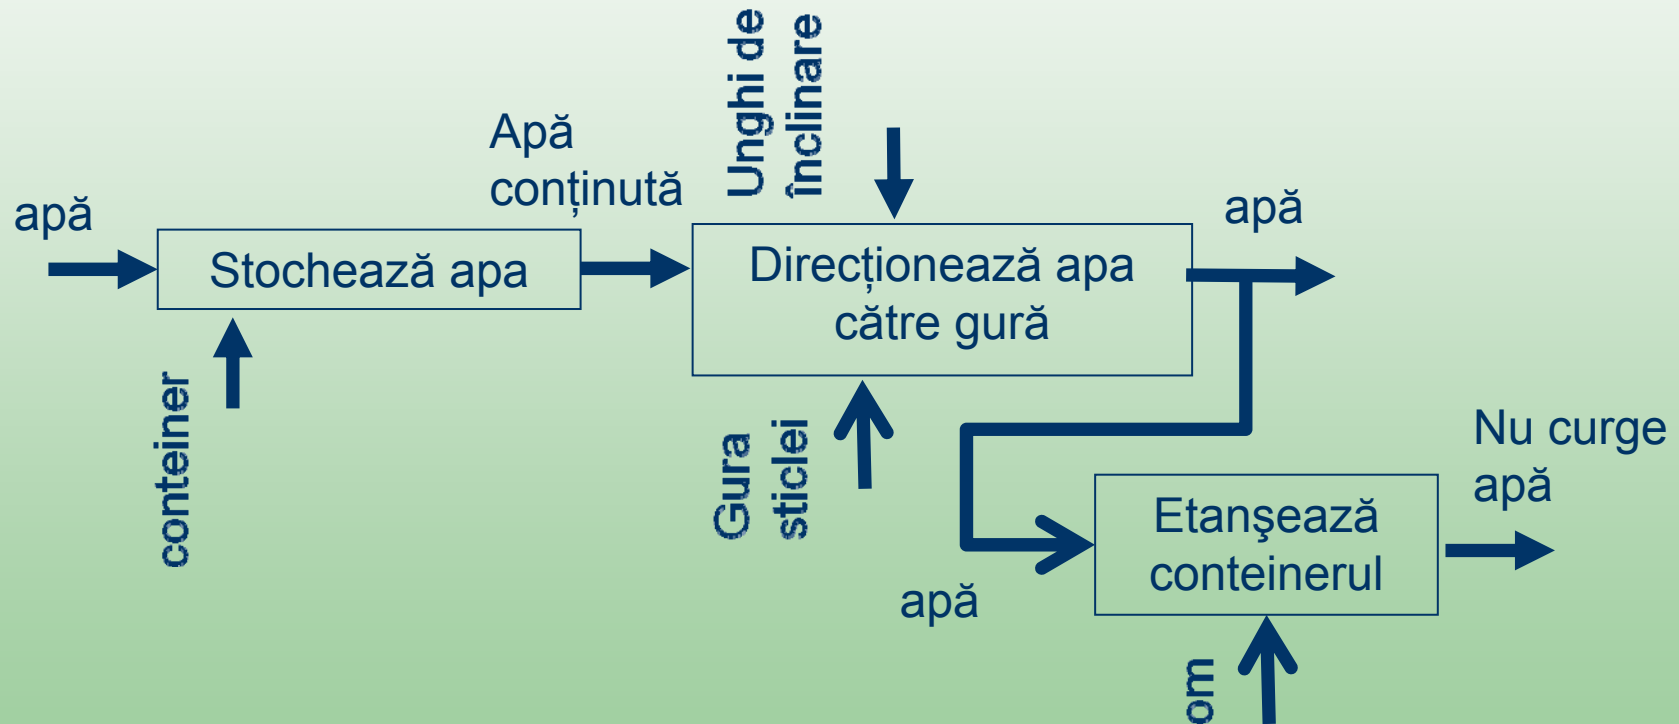 Unghi de
înclinare
Apă
conținută
apă
apă
Stochează apa
Direcționează apa
către gură
conteiner
Gura
sticlei
Nu curge
apă
Etanşează
conteinerul
apă
om